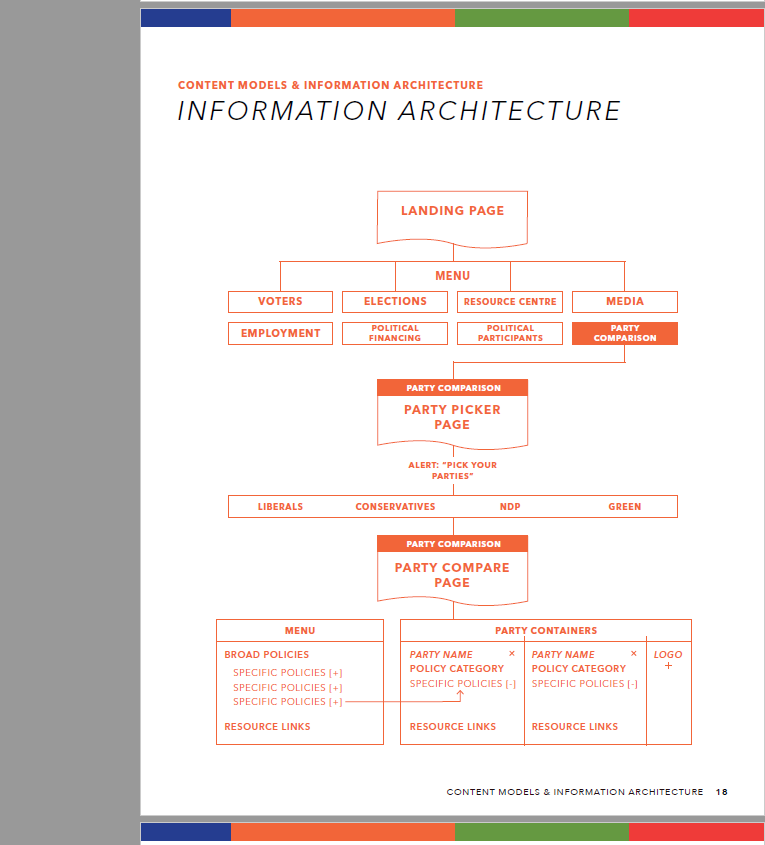 CONTENT MODELS & INFORMATION ARCHITECTURE
INFORMATION ARCHITECTURE
LANDING PAGE
MENU
VOTERS
ELECTIONS
RESOURCE CENTRE
MEDIA
EMPLOYMENT
POLITICAL
FINANCING
POLITICAL
PARTICIPANTS
PARTY
COMPARISON
PARTY COMPARISON
PARTY PICKER
PAGE
ALERT: “PICK YOUR
PARTIES”
LIBERALS
CONSERVATIVES
NDP
GREEN
PARTY COMPARISON
PARTY COMPARE
PAGE
MENU
BROAD POLICIES
SPECIFIC POLICIES [+]
SPECIFIC POLICIES [+]
SPECIFIC POLICIES [+]
RESOURCE LINKS
PARTY CONTAINERS
PARTY NAME ×
POLICY CATEGORY
SPECIFIC POLICIES [-]
RESOURCE LINKS
PARTY NAME ×
POLICY CATEGORY
SPECIFIC POLICIES [-]
RESOURCE LINKS
LOGO
+
CONTENT MODELS & INFORMATION ARCHITECTURE 18